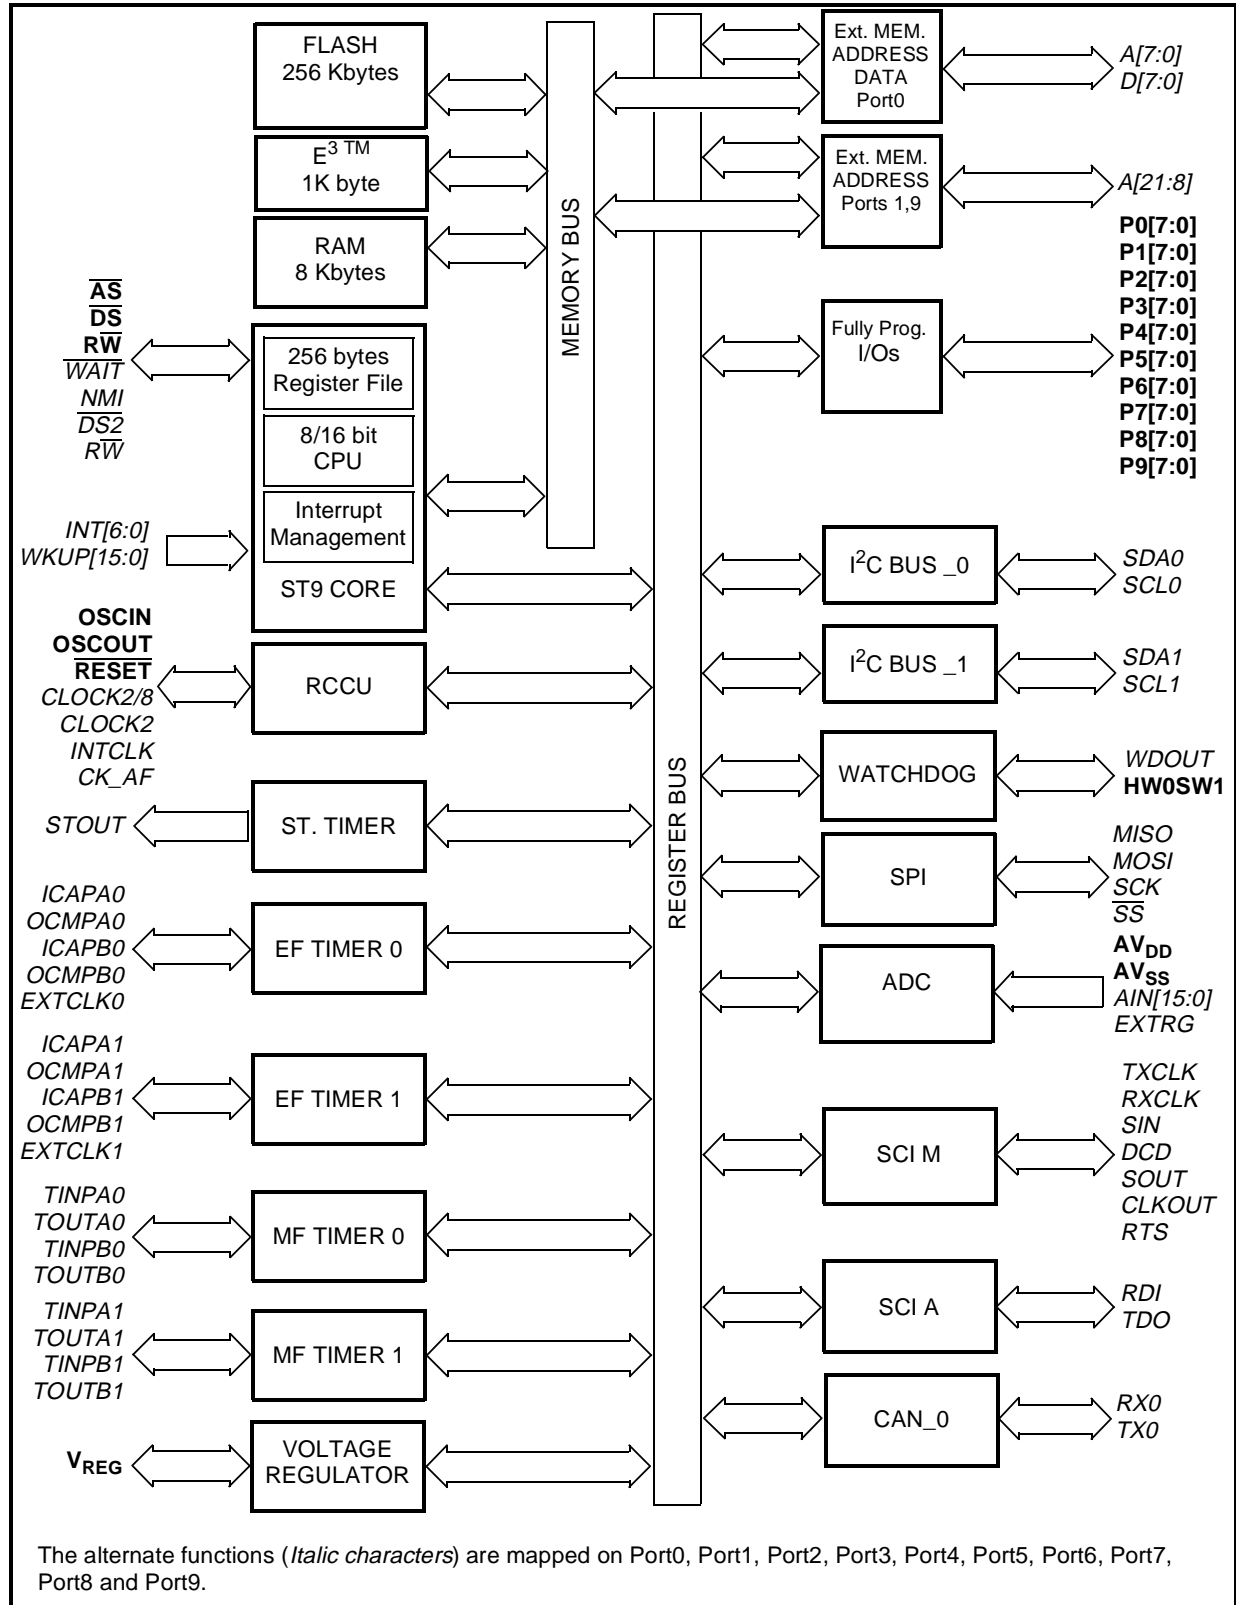 FLASH
256 Kbytes
E³ ™
1K byte
RAM
8 Kbytes
A̅S̅
D̅S̅
RW̅
W̅A̅I̅T̅
NMI
D̅S̅2̅
RW̅
256 bytes
Register File
8/16 bit
CPU
Interrupt
Management
ST9 CORE
INT[6:0]
WKUP[15:0]
OSCIN
OSCOUT
R̅E̅S̅E̅T̅
CLOCK2/8
CLOCK2
INTCLK
CK_AF
RCCU
STOUT
ST. TIMER
ICAPA0
OCMPA0
ICAPB0
OCMPB0
EXTCLK0
EF TIMER 0
ICAPA1
OCMPA1
ICAPB1
OCMPB1
EXTCLK1
EF TIMER 1
TINPA0
TOUTA0
TINPB0
TOUTB0
MF TIMER 0
TINPA1
TOUTA1
TINPB1
TOUTB1
MF TIMER 1
V_REG
VOLTAGE
REGULATOR
MEMORY BUS
REGISTER BUS
Ext. MEM.
ADDRESS
DATA
Port0
A[7:0]
D[7:0]
Ext. MEM.
ADDRESS
Ports 1,9
A[21:8]
Fully Prog.
I/Os
P0[7:0]
P1[7:0]
P2[7:0]
P3[7:0]
P4[7:0]
P5[7:0]
P6[7:0]
P7[7:0]
P8[7:0]
P9[7:0]
I²C BUS _0
SDA0
SCL0
I²C BUS _1
SDA1
SCL1
WATCHDOG
WDOUT
HW0SW1
SPI
MISO
MOSI
SCK
S̅S̅
ADC
AV_DD
AV_SS
AIN[15:0]
EXTRG
SCI M
TXCLK
RXCLK
SIN
DCD
SOUT
CLKOUT
RTS
SCI A
RDI
TDO
CAN_0
RX0
TX0
The alternate functions (Italic characters) are mapped on Port0, Port1, Port2, Port3, Port4, Port5, Port6, Port7,
Port8 and Port9.